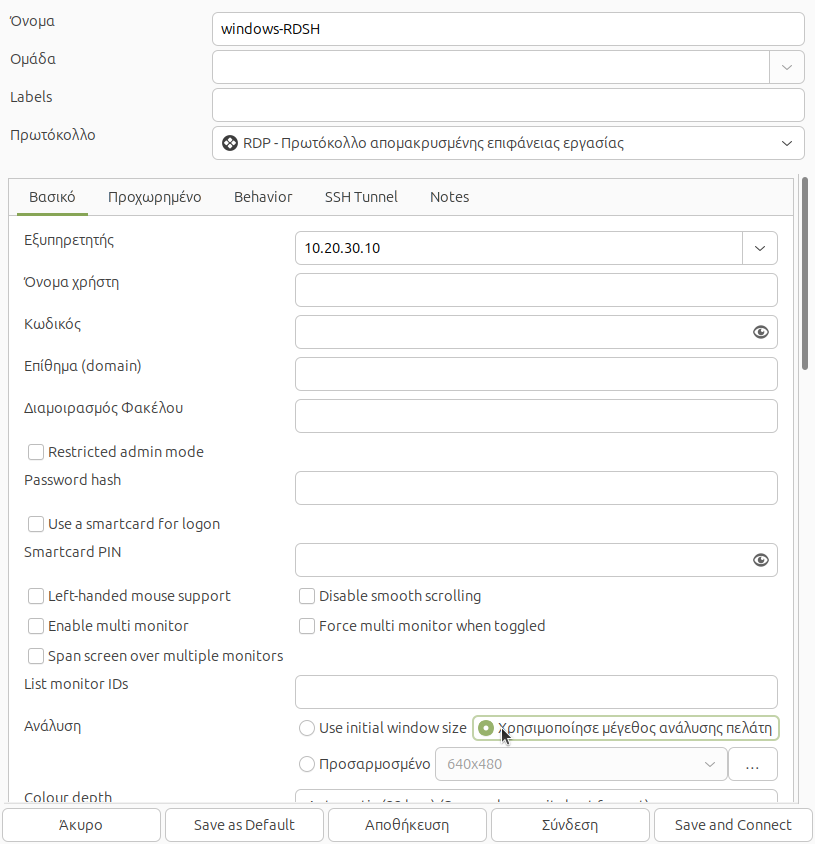 Όνομα
windows-RDSH
Ομάδα
Labels
Πρωτόκολλο
RDP - Πρωτόκολλο απομακρυσμένης επιφάνειας εργασίας
Βασικό Προχωρημένο Behavior SSH Tunnel Notes
Εξυπηρετητής
10.20.30.10
Όνομα χρήστη
Κωδικός
Επίθημα (domain)
Διαμοιρασμός Φακέλου
Restricted admin mode
Password hash
Use a smartcard for logon
Smartcard PIN
Left-handed mouse support Disable smooth scrolling
Enable multi monitor Force multi monitor when toggled
Span screen over multiple monitors
List monitor IDs
Ανάλυση
Use initial window size Χρησιμοποίησε μέγεθος ανάλυσης πελάτη
Προσαρμοσμένο 640x480 ...
Colour depth
Άκυρο Save as Default Αποθήκευση Σύνδεση Save and Connect